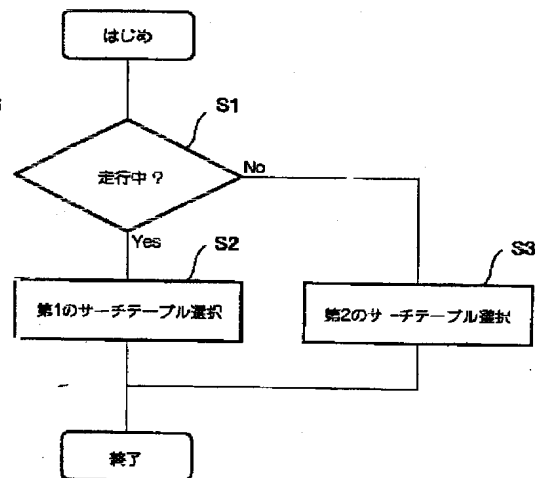 はじめ
S1
走行中?
No
Yes
S2
S3
第1のサーチテーブル選択
第2のサーチテーブル選択
終了